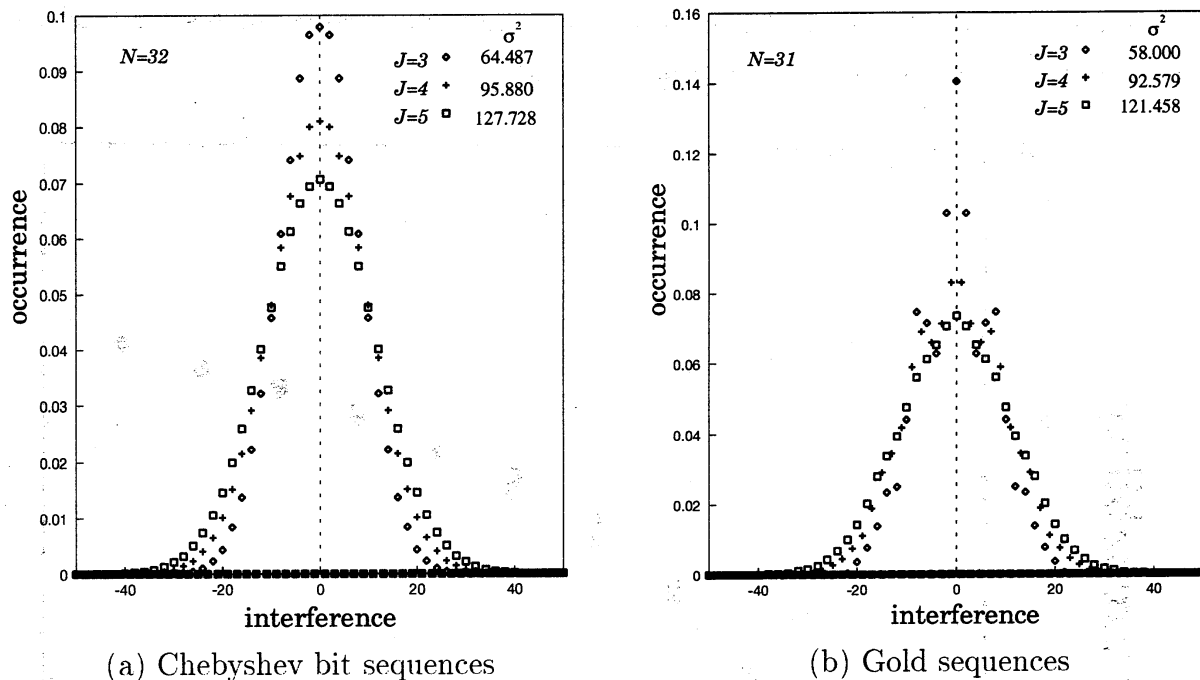 0.1
0.09
0.08
0.07
0.06
0.05
0.04
0.03
0.02
0.01
0
occurrence
N=32
σ²
J=3 64.487
J=4 95.880
J=5 127.728
-40 -20 0 20 40
interference
(a) Chebyshev bit sequences
0.16
0.14
0.12
0.1
0.08
0.06
0.04
0.02
0
occurrence
N=31
σ²
J=3 58.000
J=4 92.579
J=5 121.458
-40 -20 0 20 40
interference
(b) Gold sequences